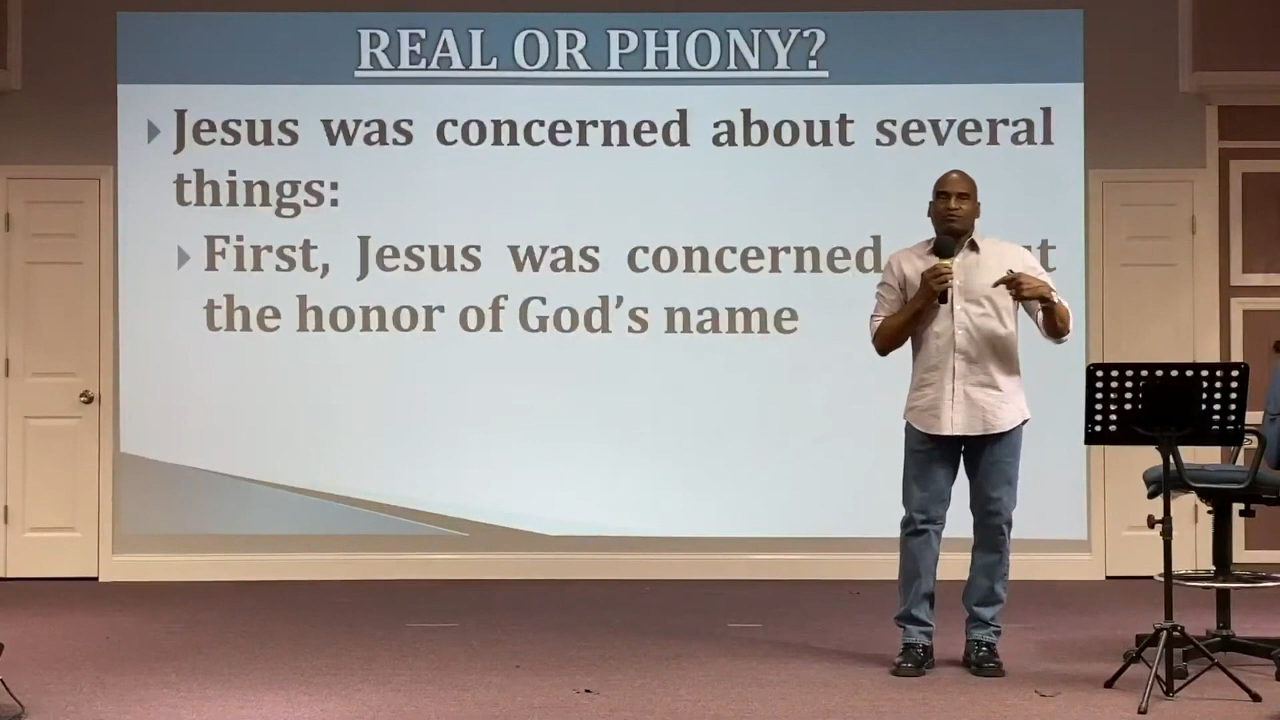 REAL OR PHONY?
Jesus was concerned about several
things:
First, Jesus was concerned
the honor of God's name